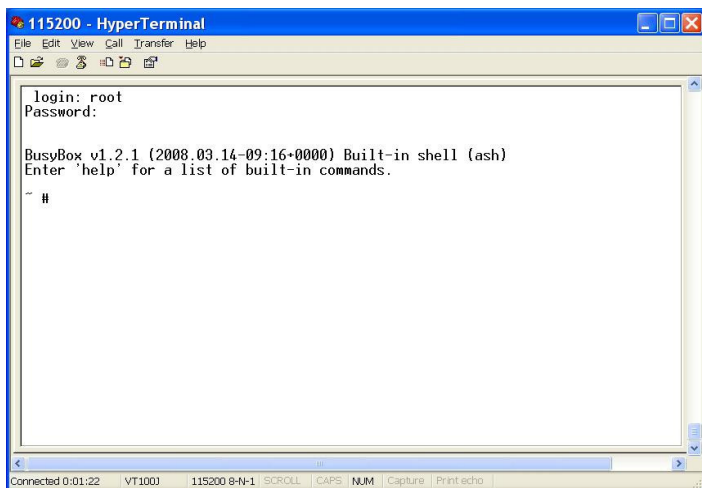 115200 - HyperTerminal
File Edit View Call Transfer Help
login: root
Password:
BusyBox v1.2.1 (2008.03.14-09:16+0000) Built-in shell (ash)
Enter 'help' for a list of built-in commands.
~ #
Connected 0:01:22 VT100J 115200 8-N-1 SCROLL CAPS NUM Capture Print echo